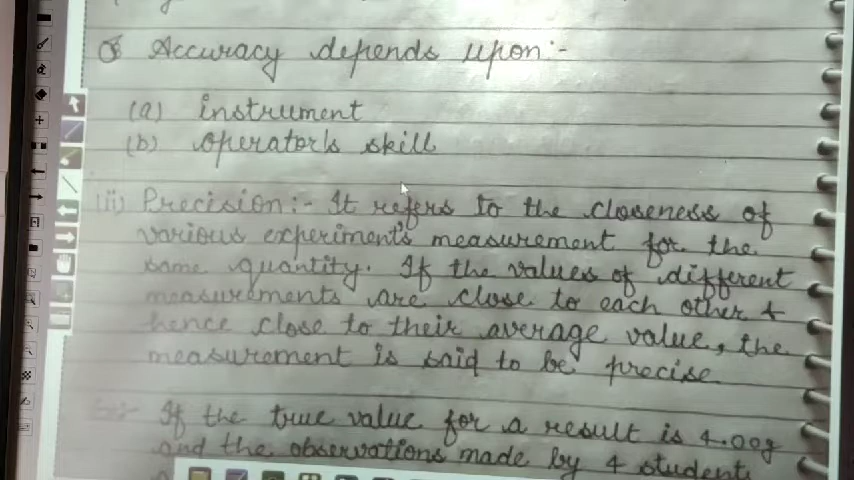 Accuracy depends upon:-
(a) instrument
(b) operator's skill
(ii) Precision:- It refers to the closeness of
various experiment's measurement for the
same quantity. If the values of different
measurements are close to each other &
hence close to their average value, the
measurement is said to be precise
If the true value for a result is 4.00g
and the observations made by 4 students